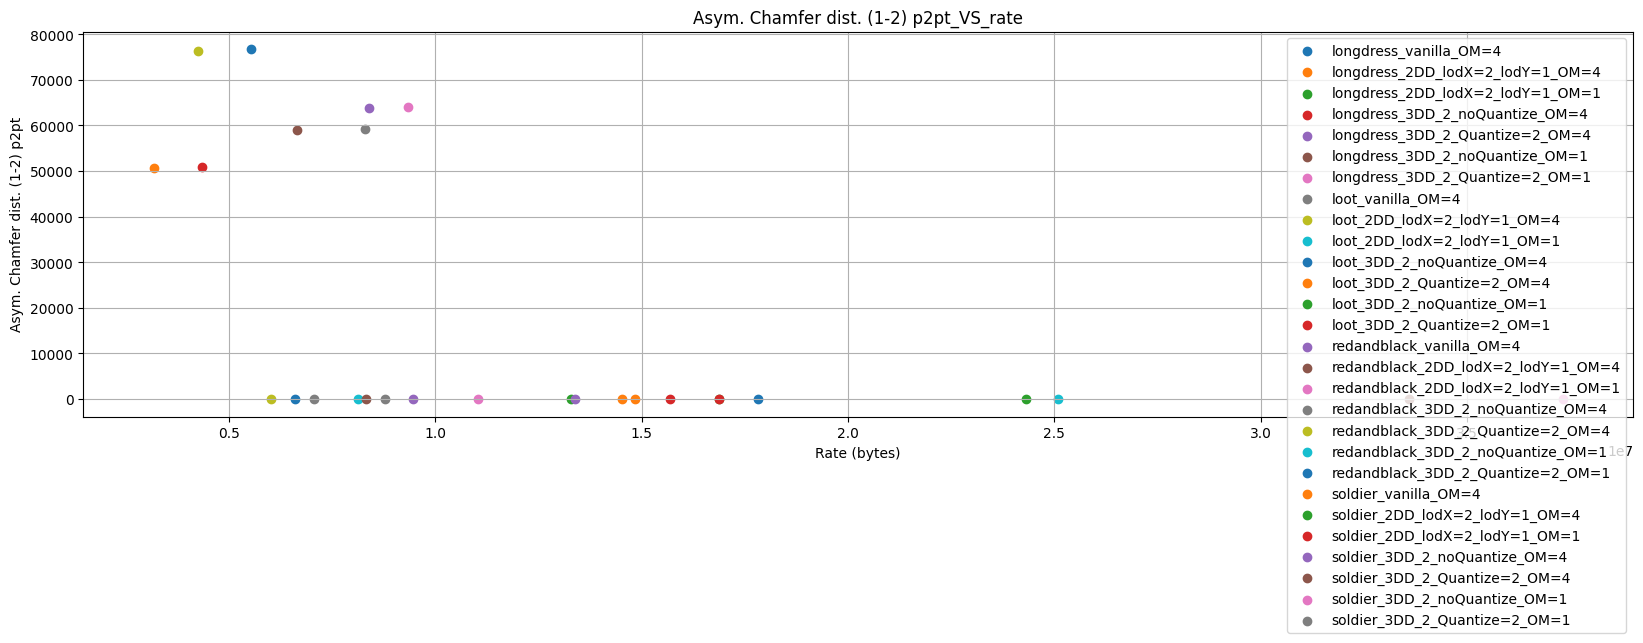 Asym. Chamfer dist. (1-2) p2pt_VS_rate
80000
70000
60000
50000
40000
30000
20000
10000
0
Asym. Chamfer dist. (1-2) p2pt
0.5
1.0
1.5
2.0
2.5
3.0
3.5
1e7
Rate (bytes)
longdress_vanilla_OM=4
longdress_2DD_lodX=2_lodY=1_OM=4
longdress_2DD_lodX=2_lodY=1_OM=1
longdress_3DD_2_noQuantize_OM=4
longdress_3DD_2_Quantize=2_OM=4
longdress_3DD_2_noQuantize_OM=1
longdress_3DD_2_Quantize=2_OM=1
loot_vanilla_OM=4
loot_2DD_lodX=2_lodY=1_OM=4
loot_2DD_lodX=2_lodY=1_OM=1
loot_3DD_2_noQuantize_OM=4
loot_3DD_2_Quantize=2_OM=4
loot_3DD_2_noQuantize_OM=1
loot_3DD_2_Quantize=2_OM=1
redandblack_vanilla_OM=4
redandblack_2DD_lodX=2_lodY=1_OM=4
redandblack_2DD_lodX=2_lodY=1_OM=1
redandblack_3DD_2_noQuantize_OM=4
redandblack_3DD_2_Quantize=2_OM=4
redandblack_3DD_2_noQuantize_OM=1
redandblack_3DD_2_Quantize=2_OM=1
soldier_vanilla_OM=4
soldier_2DD_lodX=2_lodY=1_OM=4
soldier_2DD_lodX=2_lodY=1_OM=1
soldier_3DD_2_noQuantize_OM=4
soldier_3DD_2_Quantize=2_OM=4
soldier_3DD_2_noQuantize_OM=1
soldier_3DD_2_Quantize=2_OM=1